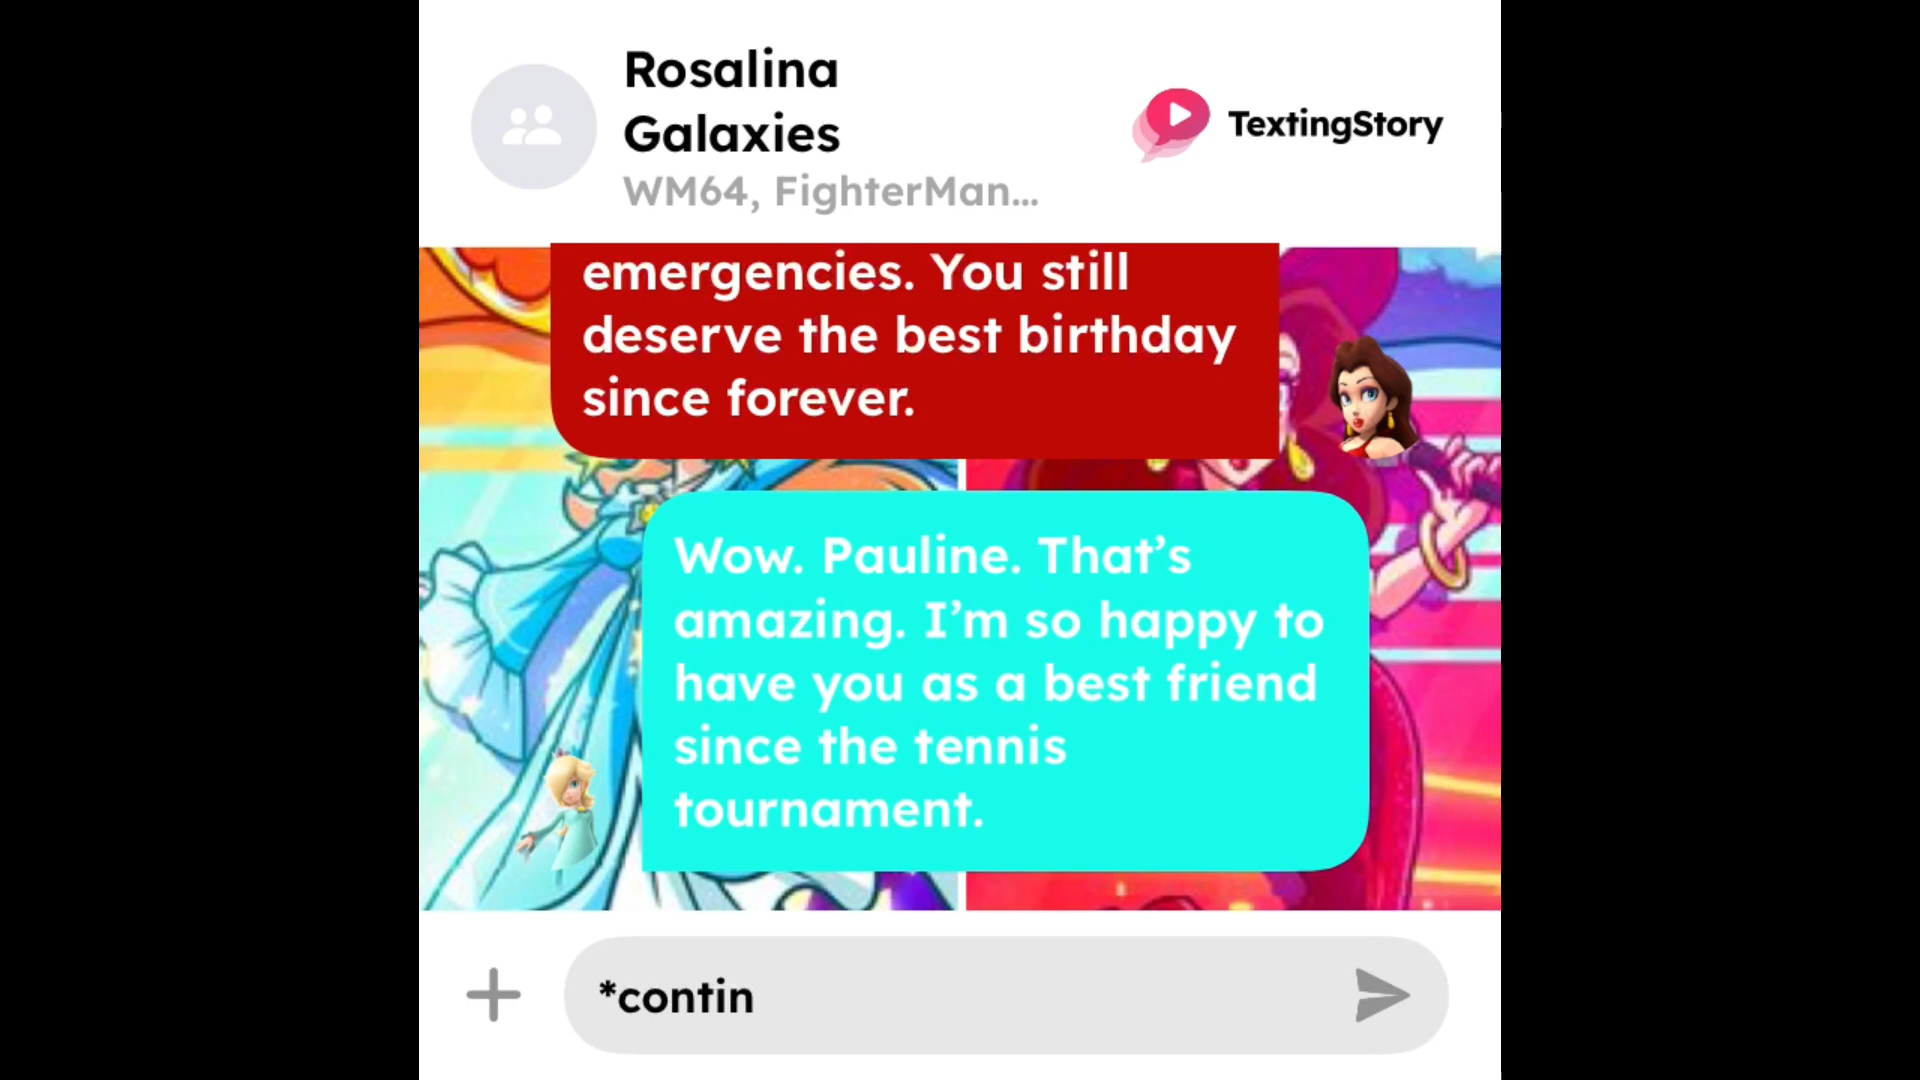 Rosalina
Galaxies
WM64, FighterMan...
TextingStory
emergencies. You still
deserve the best birthday
since forever.
Wow. Pauline. That’s
amazing. I’m so happy to
have you as a best friend
since the tennis
tournament.
*contin